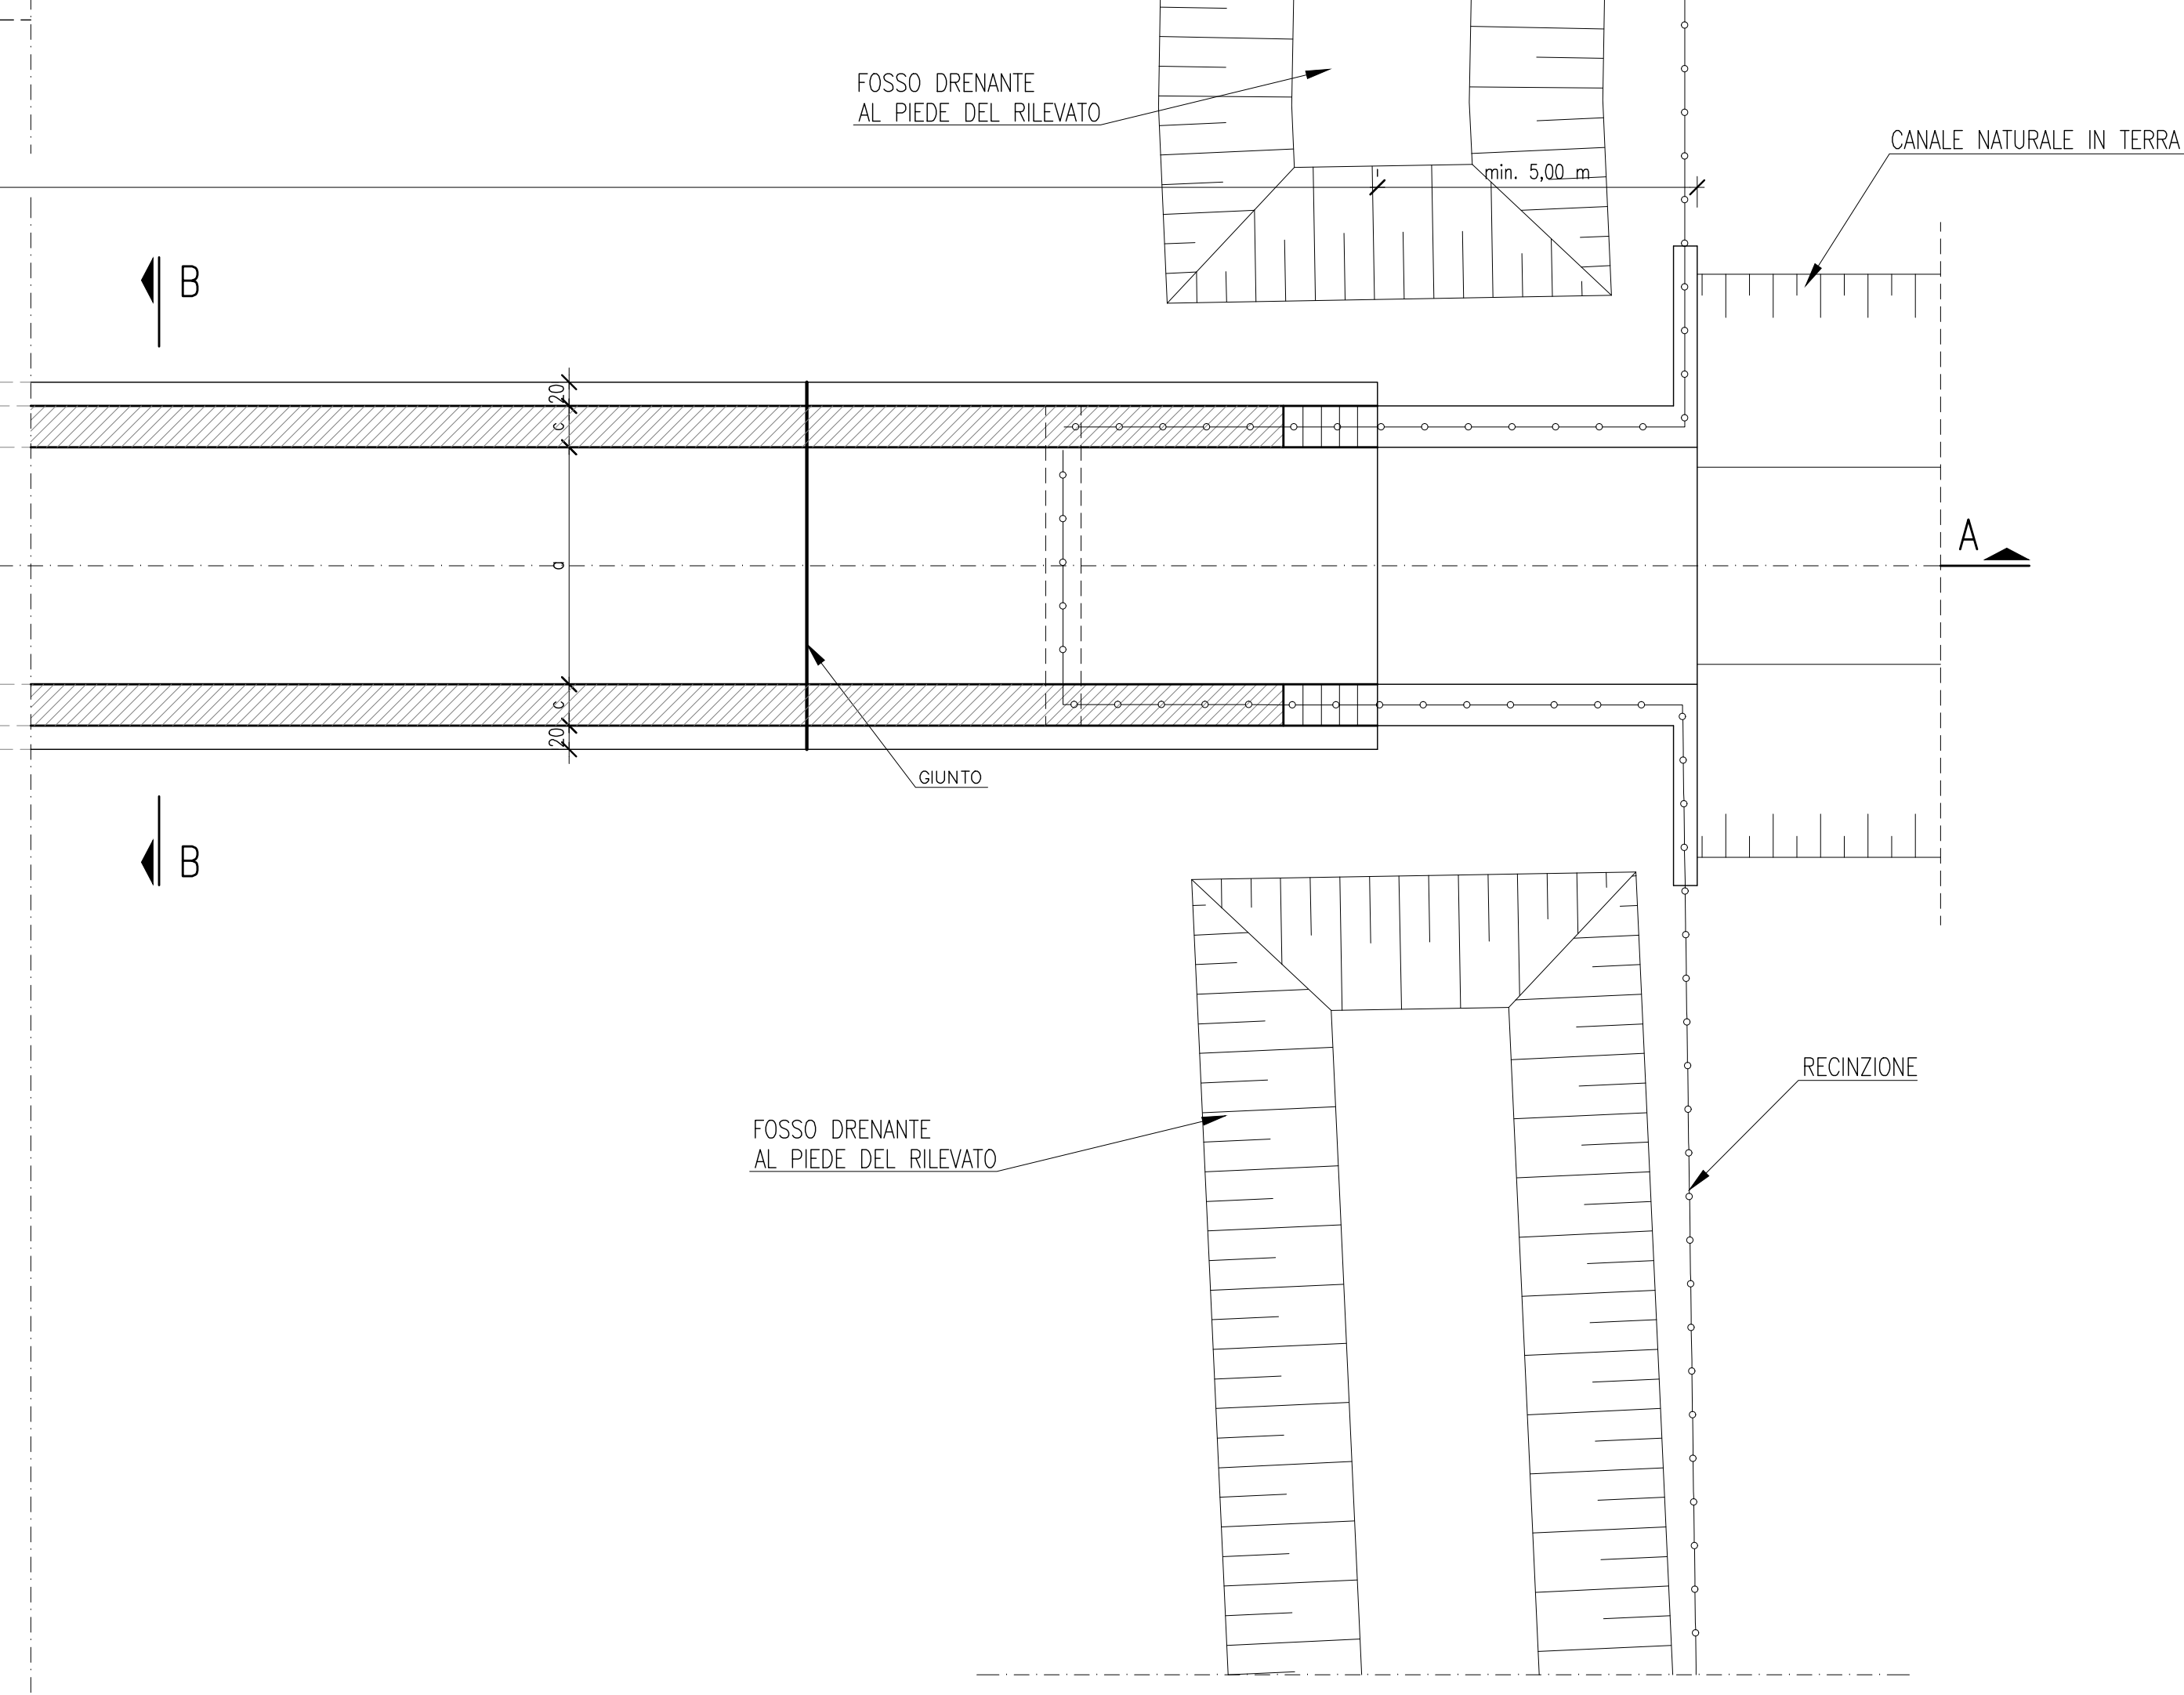 FOSSO DRENANTE
AL PIEDE DEL RILEVATO
CANALE NATURALE IN TERRA
min. 5,00 m
B
20
c
A
a
c
20
GIUNTO
B
RECINZIONE
FOSSO DRENANTE
AL PIEDE DEL RILEVATO